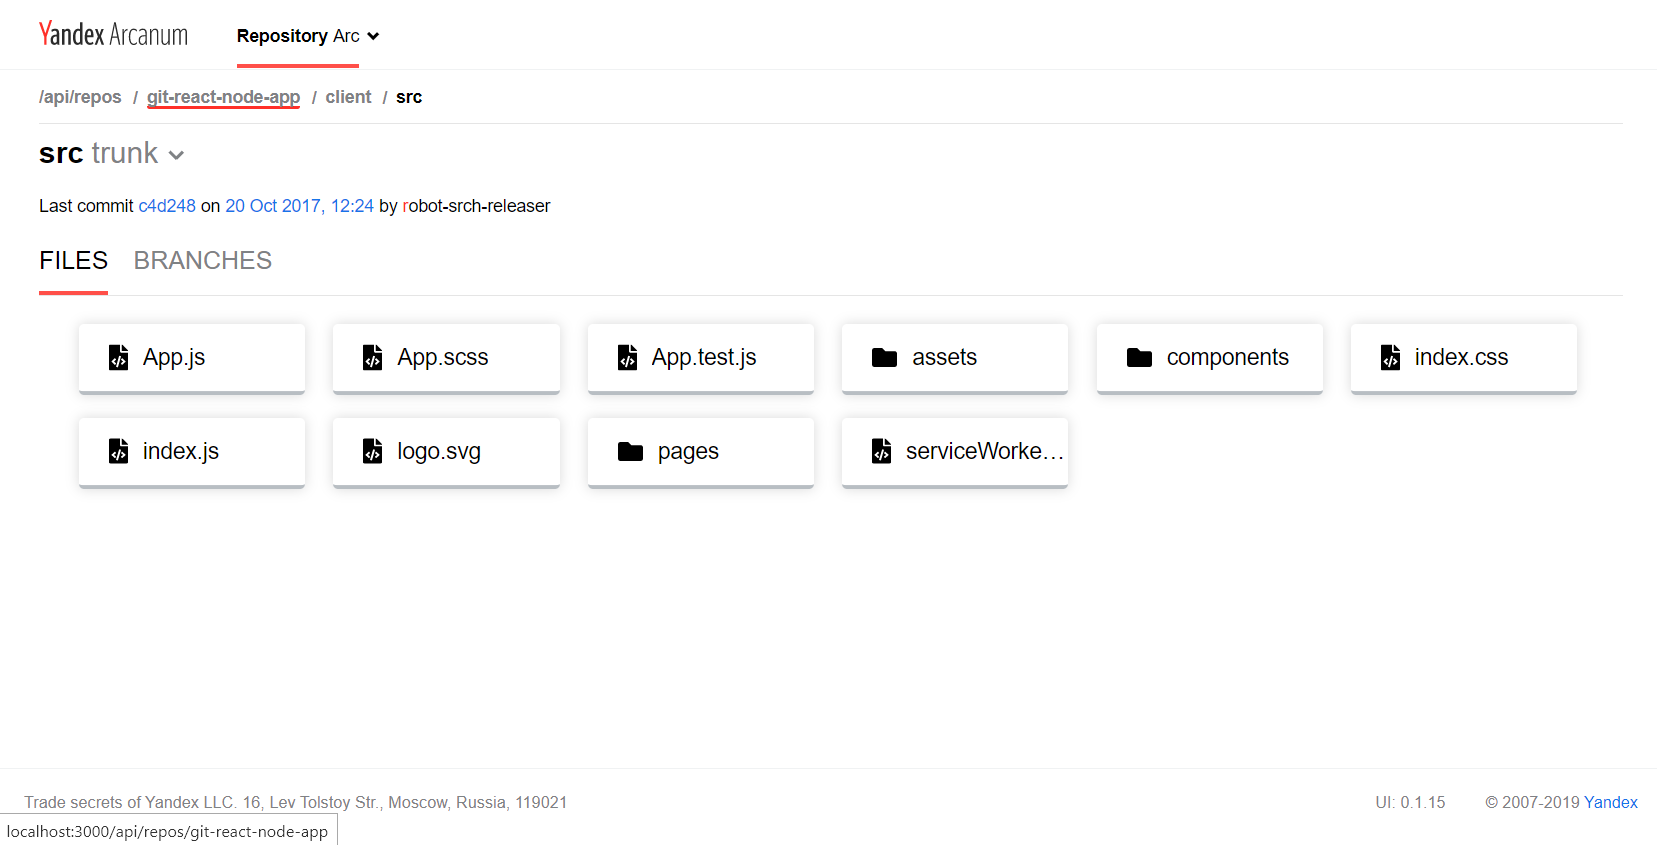 Yandex Arcanum
Repository Arc
/api/repos / git-react-node-app / client / src
src trunk
Last commit c4d248 on 20 Oct 2017, 12:24 by robot-srch-releaser
FILES BRANCHES
App.js App.scss App.test.js assets components index.css
index.js logo.svg pages serviceWorke...
Trade secrets of Yandex LLC. 16, Lev Tolstoy Str., Moscow, Russia, 119021 UI: 0.1.15 © 2007-2019 Yandex
localhost:3000/api/repos/git-react-node-app